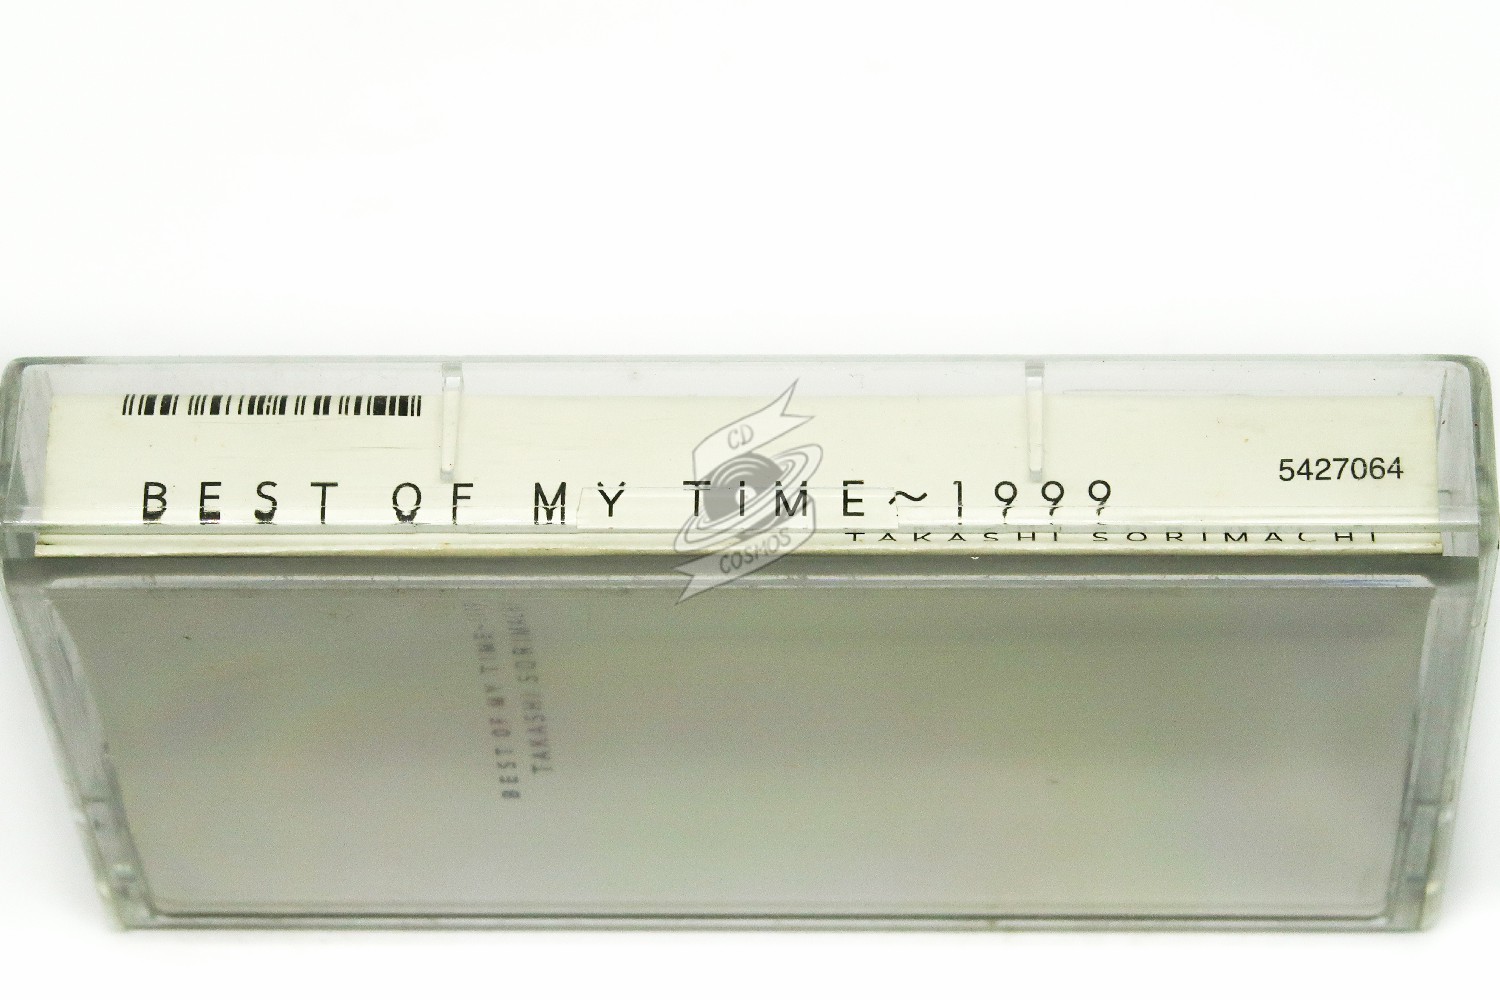 BEST OF MY TIME~1999
5427064
TAKASHI SORIMACHI
CD
COSMOS
BEST OF MY TIME~
TAKASHI SORIMACHI